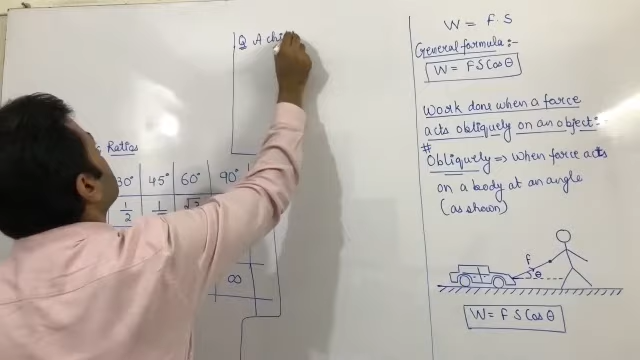 Q A chi
Ratios
30° 45° 60° 90°
1/2
∞
W = F.S
General formula:-
W = FS Cos θ
Work done when a force
acts obliquely on an object:-
#
Obliquely => When force acts
on a body at an angle
(as shown)
F
θ
W = F S Cos θ